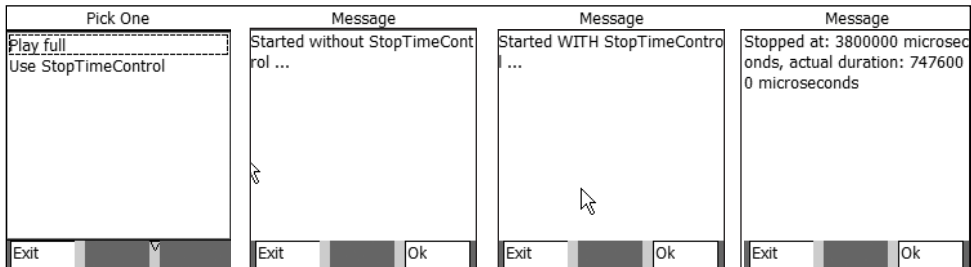 Pick One
Play full
Use StopTimeControl
Exit
Message
Started without StopTimeCont
rol ...
Exit
Ok
Message
Started WITH StopTimeContro
l ...
Exit
Ok
Message
Stopped at: 3800000 microsec
onds, actual duration: 747600
0 microseconds
Exit
Ok